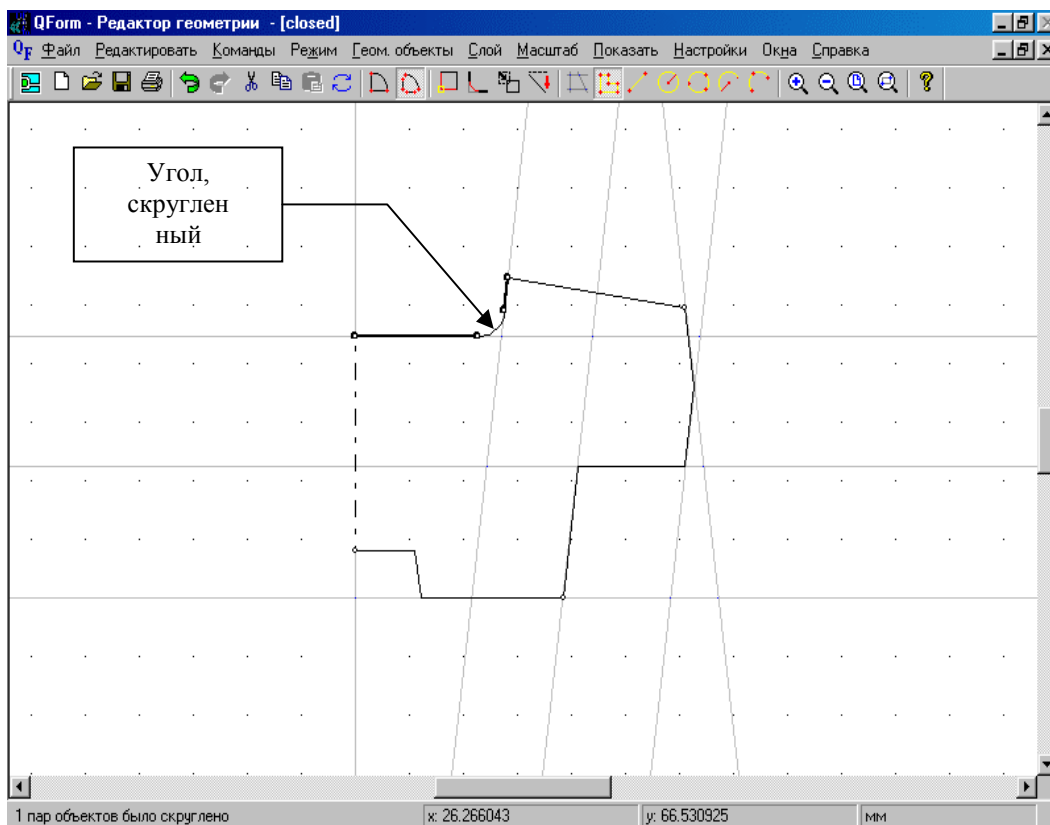 QForm - Редактор геометрии - [closed]
QF Файл Редактировать Команды Режим Геом. объекты Слой Масштаб Показать Настройки Окна Справка
Угол,
скруглен
ный
1 пар объектов было скруглено x: 26.266043 y: 66.530925 мм